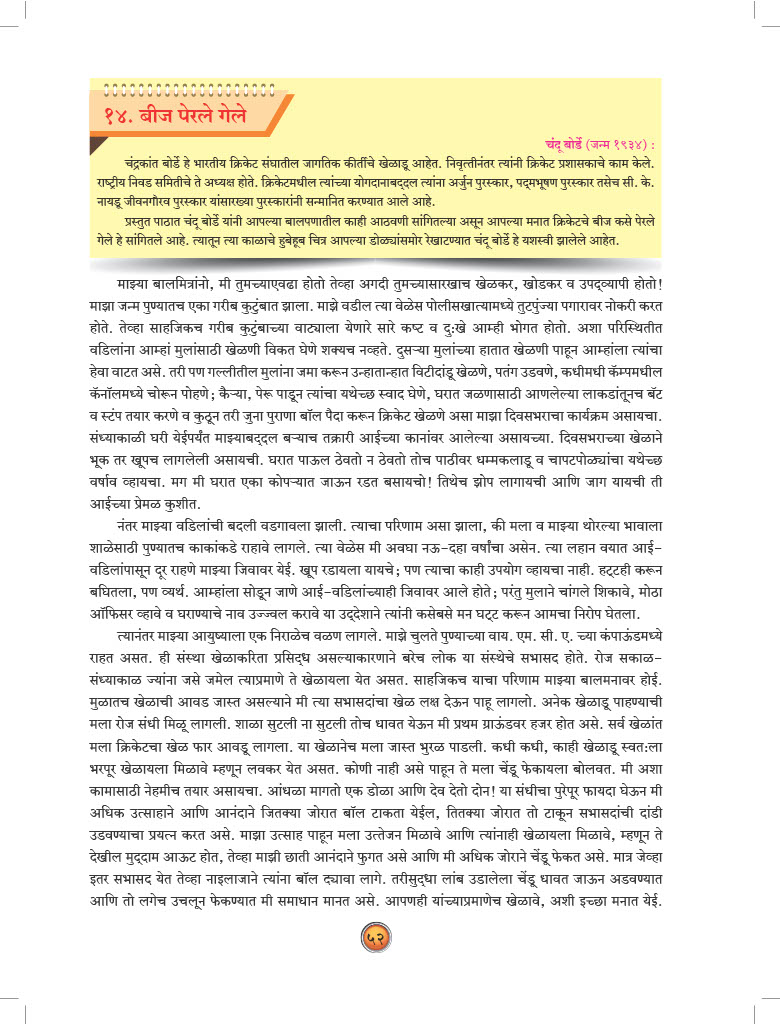 १४. बीज पेरले गेले
चंदू बोर्डे (जन्म १९३४) :
चंद्रकांत बोर्डे हे भारतीय क्रिकेट संघातील जागतिक कीर्तीचे खेळाडू आहेत. निवृत्तीनंतर त्यांनी क्रिकेट प्रशासकाचे काम केले.
राष्ट्रीय निवड समितीचे ते अध्यक्ष होते. क्रिकेटमधील त्यांच्या योगदानाबद्दल त्यांना अर्जुन पुरस्कार, पद्मभूषण पुरस्कार तसेच सी. के.
नायडू जीवनगौरव पुरस्कार यांसारख्या पुरस्कारांनी सन्मानित करण्यात आले आहे.
प्रस्तुत पाठात चंदू बोर्डे यांनी आपल्या बालपणातील काही आठवणी सांगितल्या असून आपल्या मनात क्रिकेटचे बीज कसे पेरले
गेले हे सांगितले आहे. त्यातून त्या काळाचे हुबेहूब चित्र आपल्या डोळ्यांसमोर रेखाटण्यात चंदू बोर्डे हे यशस्वी झालेले आहेत.
माझ्या बालमित्रांनो, मी तुमच्याएवढा होतो तेव्हा अगदी तुमच्यासारखाच खेळकर, खोडकर व उपद्व्यापी होतो!
माझा जन्म पुण्यातच एका गरीब कुटुंबात झाला. माझे वडील त्या वेळेस पोलीसखात्यामध्ये तुटपुंज्या पगारावर नोकरी करत
होते. तेव्हा साहजिकच गरीब कुटुंबाच्या वाट्याला येणारे सारे कष्ट व दुःखे आम्ही भोगत होतो. अशा परिस्थितीत
वडिलांना आम्हां मुलांसाठी खेळणी विकत घेणे शक्यच नव्हते. दुसऱ्या मुलांच्या हातात खेळणी पाहून आम्हांला त्यांचा
हेवा वाटत असे. तरी पण गल्लीतील मुलांना जमा करून उन्हातान्हात विटीदांडू खेळणे, पतंग उडवणे, कधीमधी कॅम्पमधील
कॅनॉलमध्ये चोरून पोहणे; कैऱ्या, पेरू पाडून त्यांचा यथेच्छ स्वाद घेणे, घरात जळणासाठी आणलेल्या लाकडांतूनच बॅट
व स्टंप तयार करणे व कुठून तरी जुना पुराणा बॉल पैदा करून क्रिकेट खेळणे असा माझा दिवसभराचा कार्यक्रम असायचा.
संध्याकाळी घरी येईपर्यंत माझ्याबद्दल बऱ्याच तक्रारी आईच्या कानांवर आलेल्या असायच्या. दिवसभराच्या खेळाने
भूक तर खूपच लागलेली असायची. घरात पाऊल ठेवतो न ठेवतो तोच पाठीवर धम्मकलाडू व चापटपोळ्यांचा यथेच्छ
वर्षाव व्हायचा. मग मी घरात एका कोपऱ्यात जाऊन रडत बसायचो! तिथेच झोप लागायची आणि जाग यायची ती
आईच्या प्रेमळ कुशीत.
नंतर माझ्या वडिलांची बदली वडगावला झाली. त्याचा परिणाम असा झाला, की मला व माझ्या थोरल्या भावाला
शाळेसाठी पुण्यातच काकांकडे राहावे लागले. त्या वेळेस मी अवघा नऊ-दहा वर्षांचा असेन. त्या लहान वयात आई-
वडिलांपासून दूर राहणे माझ्या जिवावर येई. खूप रडायला यायचे; पण त्याचा काही उपयोग व्हायचा नाही. हट्टही करून
बघितला, पण व्यर्थ. आम्हांला सोडून जाणे आई-वडिलांच्याही जिवावर आले होते; परंतु मुलाने चांगले शिकावे, मोठा
ऑफिसर व्हावे व घराण्याचे नाव उज्ज्वल करावे या उद्देशाने त्यांनी कसेबसे मन घट्ट करून आमचा निरोप घेतला.
त्यानंतर माझ्या आयुष्याला एक निराळेच वळण लागले. माझे चुलते पुण्याच्या वाय. एम. सी. ए. च्या कंपाऊंडमध्ये
राहत असत. ही संस्था खेळाकरिता प्रसिद्ध असल्याकारणाने बरेच लोक या संस्थेचे सभासद होते. रोज सकाळ-
संध्याकाळ ज्यांना जसे जमेल त्याप्रमाणे ते खेळायला येत असत. साहजिकच याचा परिणाम माझ्या बालमनावर होई.
मुळातच खेळाची आवड जास्त असल्याने मी त्या सभासदांचा खेळ लक्ष देऊन पाहू लागलो. अनेक खेळाडू पाहण्याची
मला रोज संधी मिळू लागली. शाळा सुटली ना सुटली तोच धावत येऊन मी प्रथम ग्राऊंडवर हजर होत असे. सर्व खेळांत
मला क्रिकेटचा खेळ फार आवडू लागला. या खेळानेच मला जास्त भुरळ पाडली. कधी कधी, काही खेळाडू स्वतःला
भरपूर खेळायला मिळावे म्हणून लवकर येत असत. कोणी नाही असे पाहून ते मला चेंडू फेकायला बोलवत. मी अशा
कामासाठी नेहमीच तयार असायचा. आंधळा मागतो एक डोळा आणि देव देतो दोन! या संधीचा पुरेपूर फायदा घेऊन मी
अधिक उत्साहाने आणि आनंदाने जितक्या जोरात बॉल टाकता येईल, तितक्या जोरात तो टाकून सभासदांची दांडी
उडवण्याचा प्रयत्न करत असे. माझा उत्साह पाहून मला उत्तेजन मिळावे आणि त्यांनाही खेळायला मिळावे, म्हणून ते
देखील मुद्दाम आऊट होत, तेव्हा माझी छाती आनंदाने फुगत असे आणि मी अधिक जोराने चेंडू फेकत असे. मात्र जेव्हा
इतर सभासद येत तेव्हा नाइलाजाने त्यांना बॉल द्यावा लागे. तरीसुद्धा लांब उडालेला चेंडू धावत जाऊन अडवण्यात
आणि तो लगेच उचलून फेकण्यात मी समाधान मानत असे. आपणही यांच्याप्रमाणेच खेळावे, अशी इच्छा मनात येई.
५२